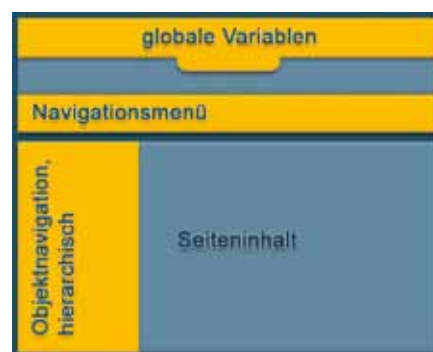 globale Variablen
Navigationsmenü
Objektnavigation,
hierarchisch
Seiteninhalt